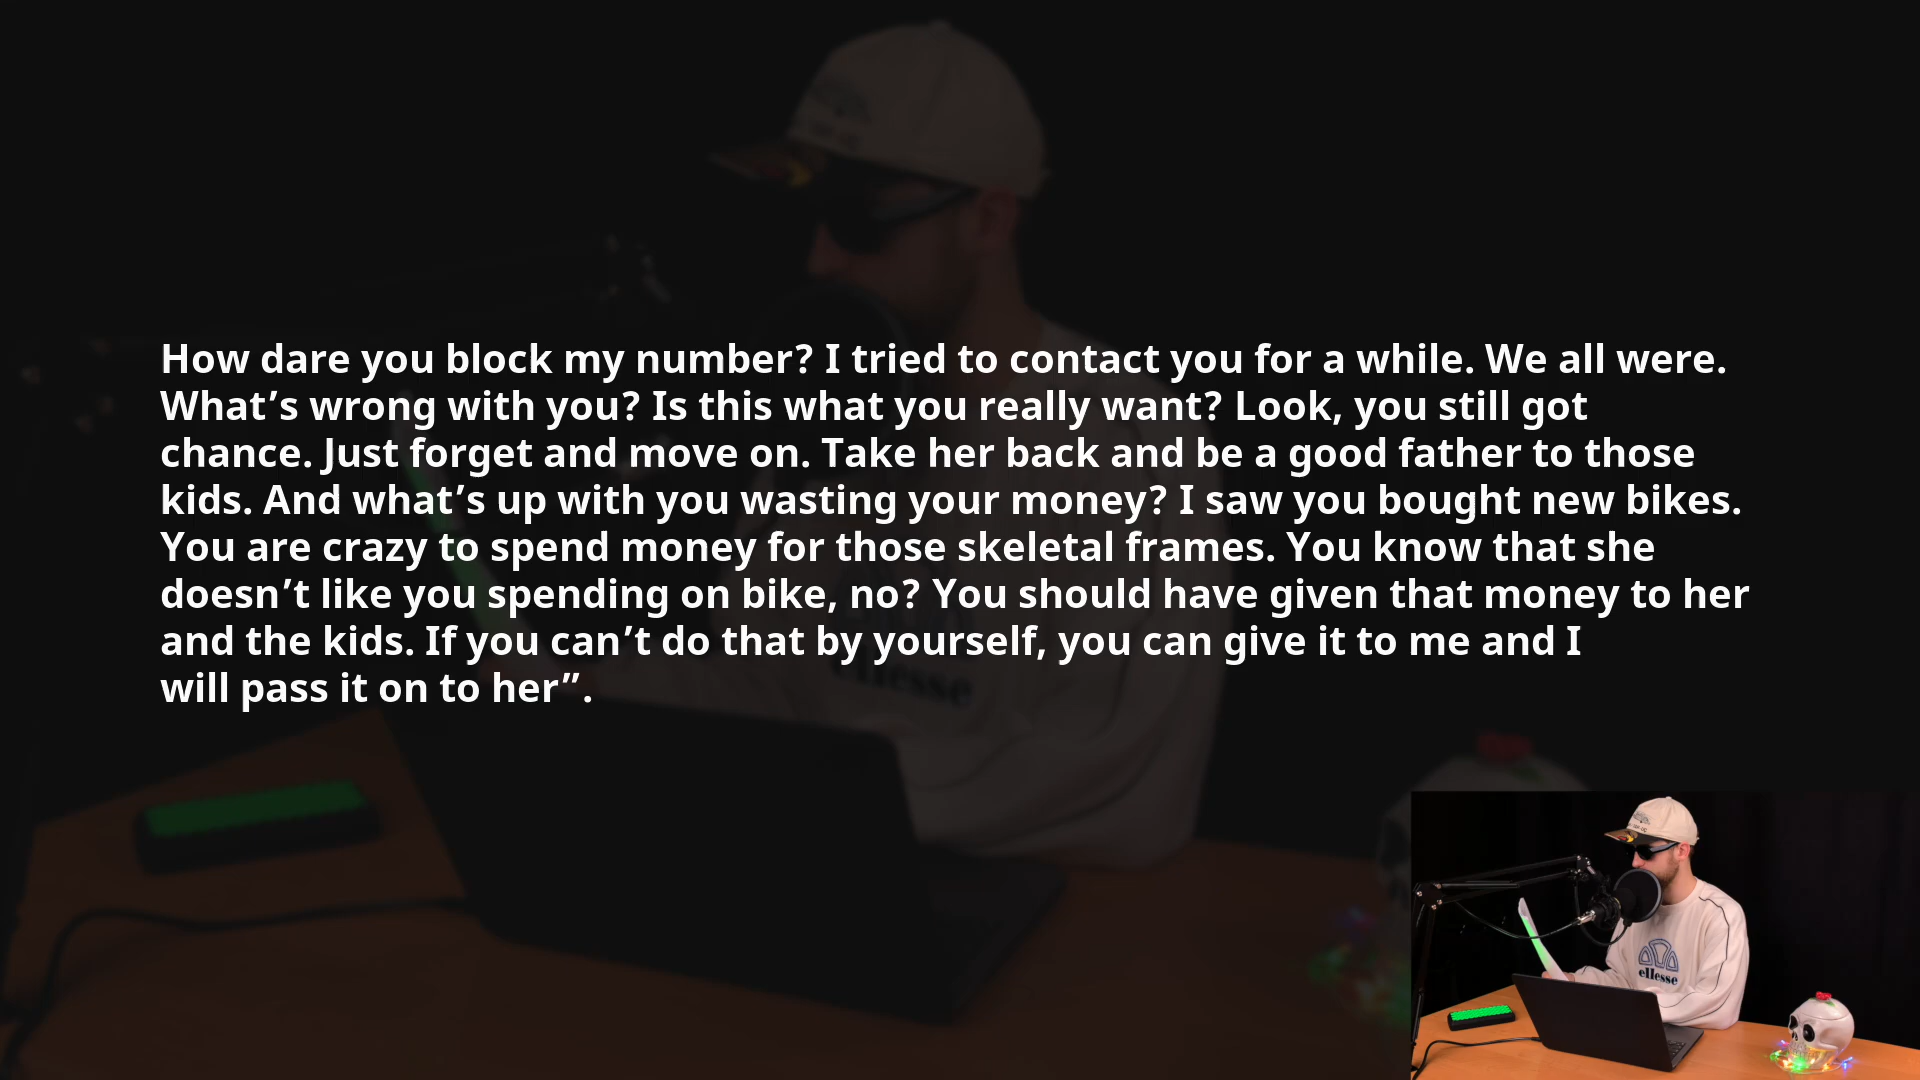 How dare you block my number? I tried to contact you for a while. We all were.
What’s wrong with you? Is this what you really want? Look, you still got
chance. Just forget and move on. Take her back and be a good father to those
kids. And what’s up with you wasting your money? I saw you bought new bikes.
You are crazy to spend money for those skeletal frames. You know that she
doesn’t like you spending on bike, no? You should have given that money to her
and the kids. If you can’t do that by yourself, you can give it to me and I
will pass it on to her”.
ellesse
ellesse